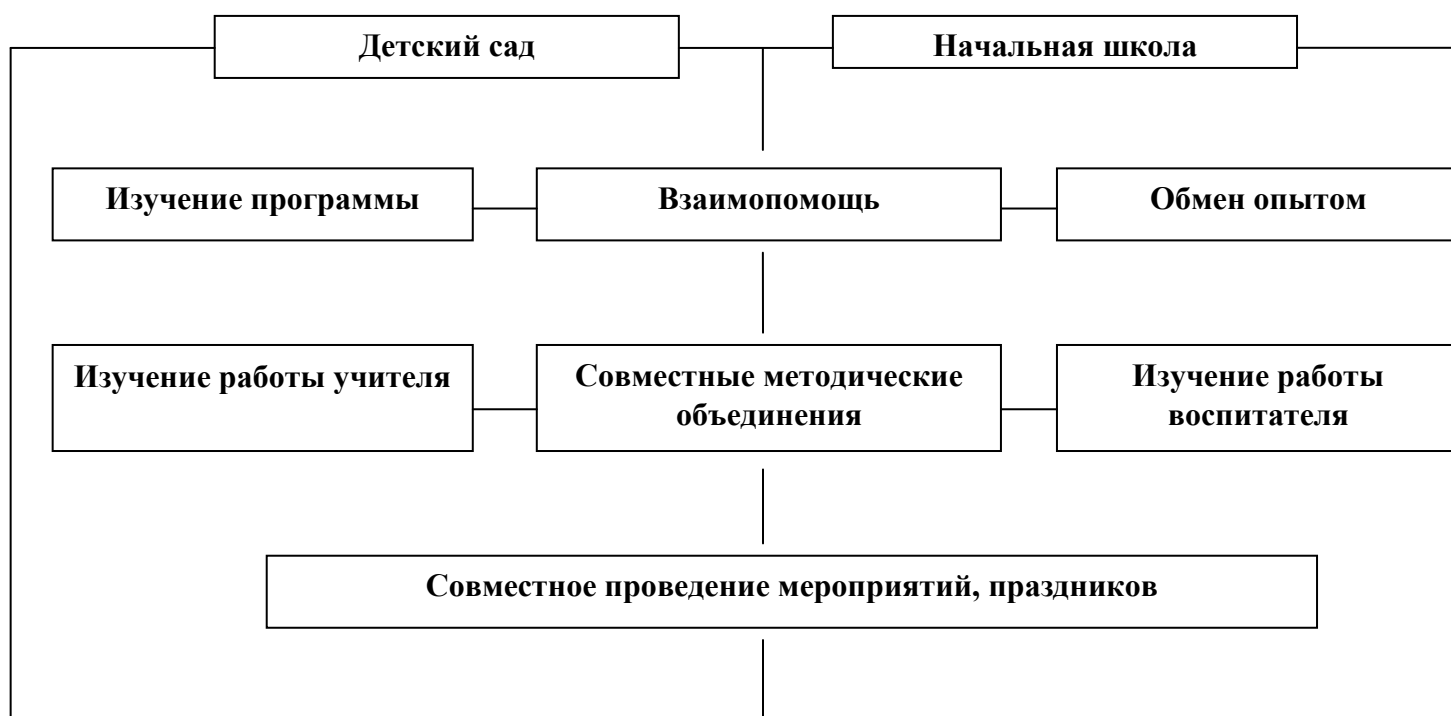 Детский сад
Начальная школа
Изучение программы
Взаимопомощь
Обмен опытом
Изучение работы учителя
Совместные методические
объединения
Изучение работы
воспитателя
Совместное проведение мероприятий, праздников